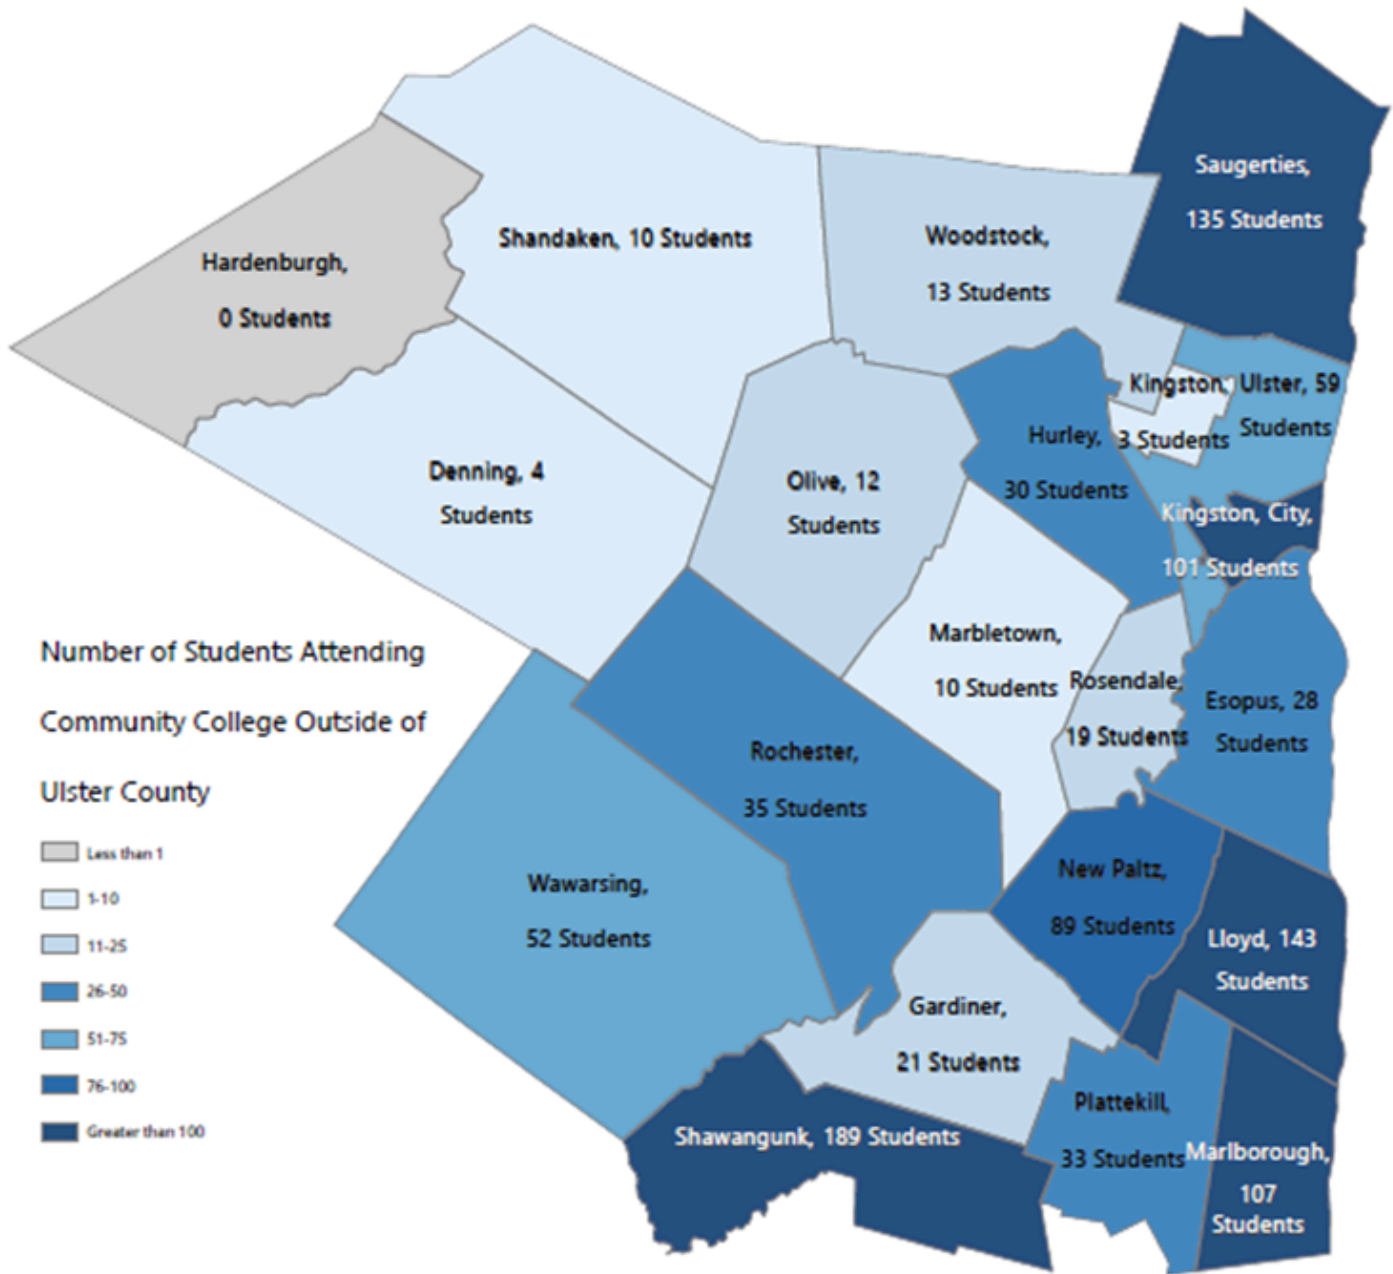 Saugerties,
135 Students
Shandaken, 10 Students
Woodstock,
13 Students
Hardenburgh,
0 Students
Kingston,
3 Students
Ulster, 59
Students
Hurley,
30 Students
Denning, 4
Students
Olive, 12
Students
Kingston, City,
101 Students
Marbletown,
10 Students
Rosendale,
19 Students
Esopus, 28
Students
Rochester,
35 Students
Wawarsing,
52 Students
New Paltz,
89 Students
Lloyd, 143
Students
Gardiner,
21 Students
Plattekill,
33 Students
Shawangunk, 189 Students
Marlborough,
107
Students
Number of Students Attending
Community College Outside of
Ulster County
Less than 1
1-10
11-25
26-50
51-75
76-100
Greater than 100